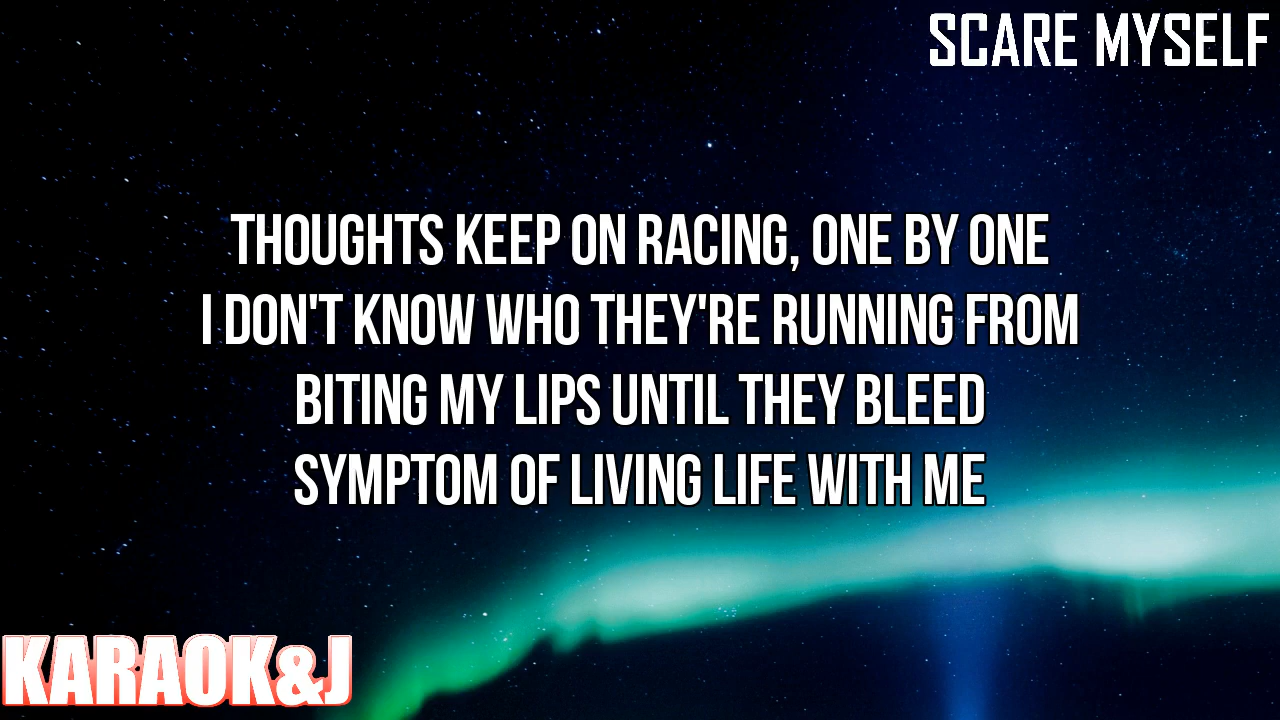 SCARE MYSELF
THOUGHTS KEEP ON RACING, ONE BY ONE
I DON'T KNOW WHO THEY'RE RUNNING FROM
BITING MY LIPS UNTIL THEY BLEED
SYMPTOM OF LIVING LIFE WITH ME
KARAOK&J